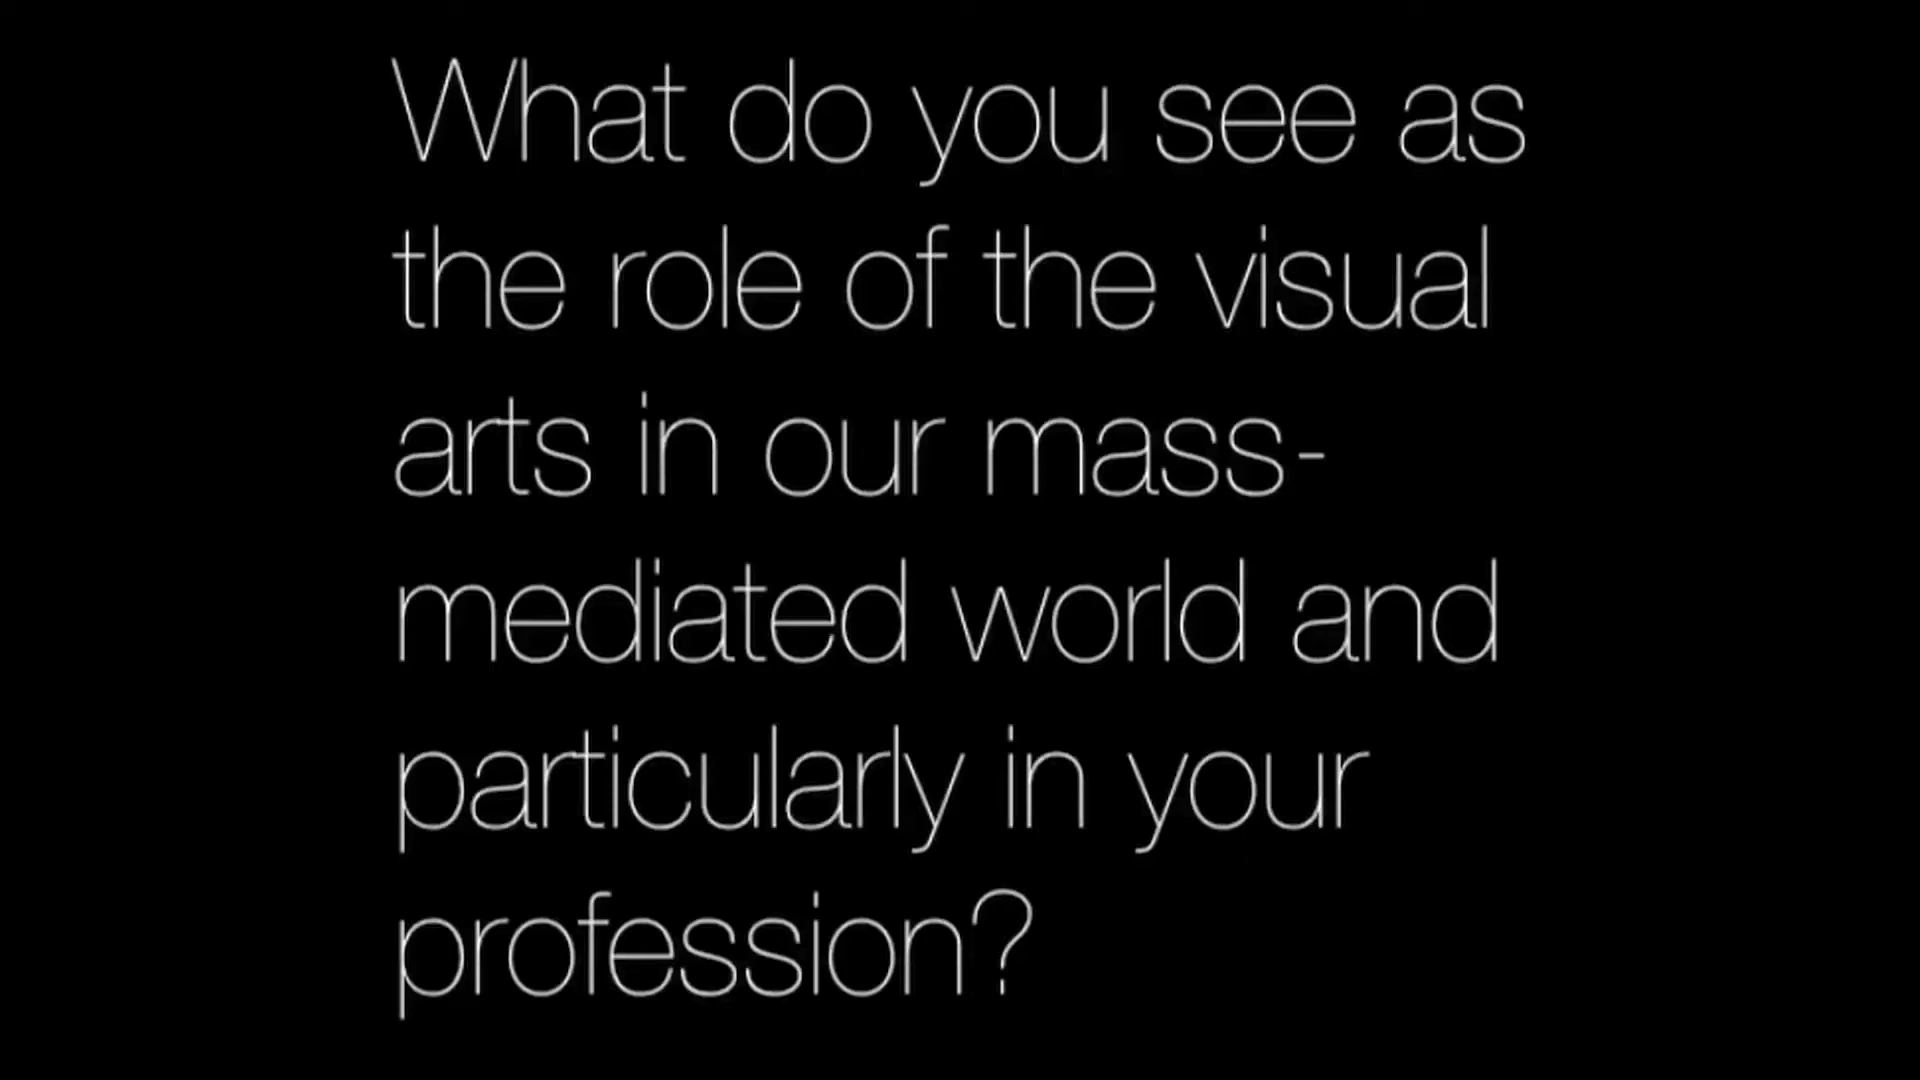 What do you see as
the role of the visual
arts in our mass-
mediated world and
particularly in your
profession?